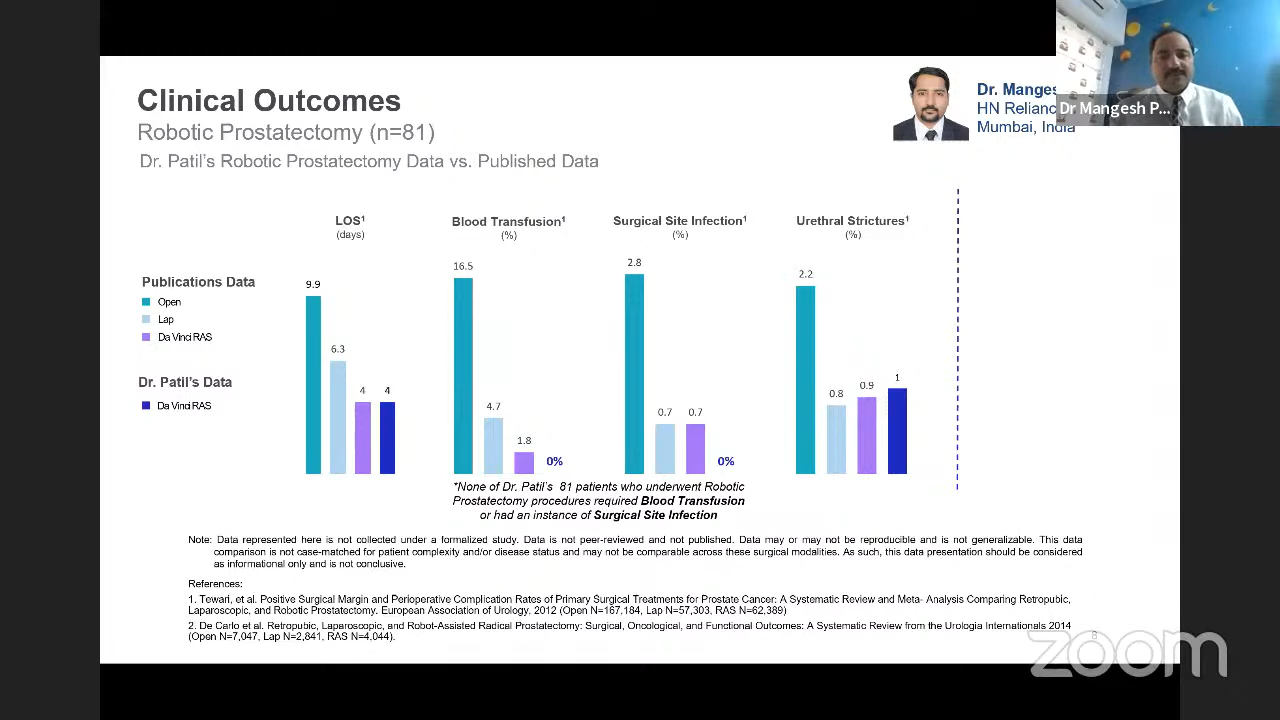 Clinical Outcomes
Robotic Prostatectomy (n=81)
Dr. Patil's Robotic Prostatectomy Data vs. Published Data
Dr. Manges
HN Relianc
Mumbai, India
Dr Mangesh P...
LOS¹
(days)
Blood Transfusion¹
(%)
Surgical Site Infection¹
(%)
Urethral Strictures¹
(%)
Publications Data
Open
Lap
Da Vinci RAS
Dr. Patil's Data
Da Vinci RAS
9.9
6.3
4
4
16.5
4.7
1.8
0%
2.8
0.7
0.7
0%
2.2
0.8
0.9
1
*None of Dr. Patil's 81 patients who underwent Robotic
Prostatectomy procedures required Blood Transfusion
or had an instance of Surgical Site Infection
Note: Data represented here is not collected under a formalized study. Data is not peer-reviewed and not published. Data may or may not be reproducible and is not generalizable. This data
comparison is not case-matched for patient complexity and/or disease status and may not be comparable across these surgical modalities. As such, this data presentation should be considered
as informational only and is not conclusive.
References:
1. Tewari, et al. Positive Surgical Margin and Perioperative Complication Rates of Primary Surgical Treatments for Prostate Cancer: A Systematic Review and Meta- Analysis Comparing Retropubic,
Laparoscopic, and Robotic Prostatectomy. European Association of Urology, 2012 (Open N=167,184, Lap N=57,303, RAS N=62,389)
2. De Carlo et al. Retropubic, Laparoscopic, and Robot-Assisted Radical Prostatectomy: Surgical, Oncological, and Functional Outcomes: A Systematic Review from the Urologia Internationals 2014
(Open N=7,047, Lap N=2,841, RAS N=4,044).
8
zoom